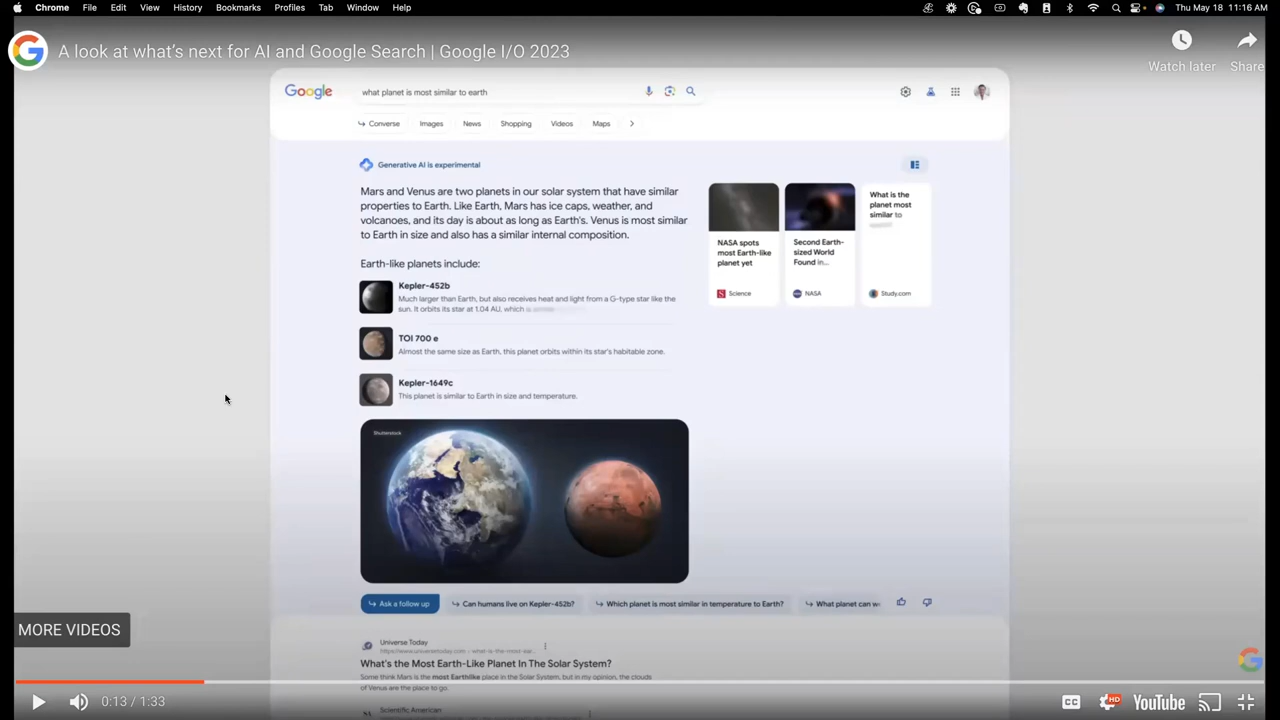 Chrome File Edit View History Bookmarks Profiles Tab Window Help
Thu May 18 11:16 AM
A look at what's next for AI and Google Search | Google I/O 2023
Watch later
Share
Google
what planet is most similar to earth
Converse
Images
News
Shopping
Videos
Maps
Generative AI is experimental
Mars and Venus are two planets in our solar system that have similar
properties to Earth. Like Earth, Mars has ice caps, weather, and
volcanoes, and its day is about as long as Earth's. Venus is most similar
to Earth in size and also has a similar internal composition.
Earth-like planets include:
Kepler-452b
Much larger than Earth, but also receives heat and light from a G-type star like the
sun. It orbits its star at 1.04 AU, which is similar
TOI 700 e
Almost the same size as Earth, this planet orbits within its star's habitable zone.
Kepler-1649c
This planet is similar to Earth in size and temperature.
NASA spots
most Earth-like
planet yet
Science
Second Earth-
sized World
Found in...
NASA
What is the
planet most
similar to
Study.com
Shutterstock
Ask a follow up
Can humans live on Kepler-452b?
Which planet is most similar in temperature to Earth?
What planet can w
MORE VIDEOS
Universe Today
What's the Most Earth-Like Planet In The Solar System?
Some think Mars is the most Earthlike place in the Solar System, but in my opinion, the clouds
of Venus are the place to go.
Scientific American
0:13 / 1:33
CC
HD
YouTube